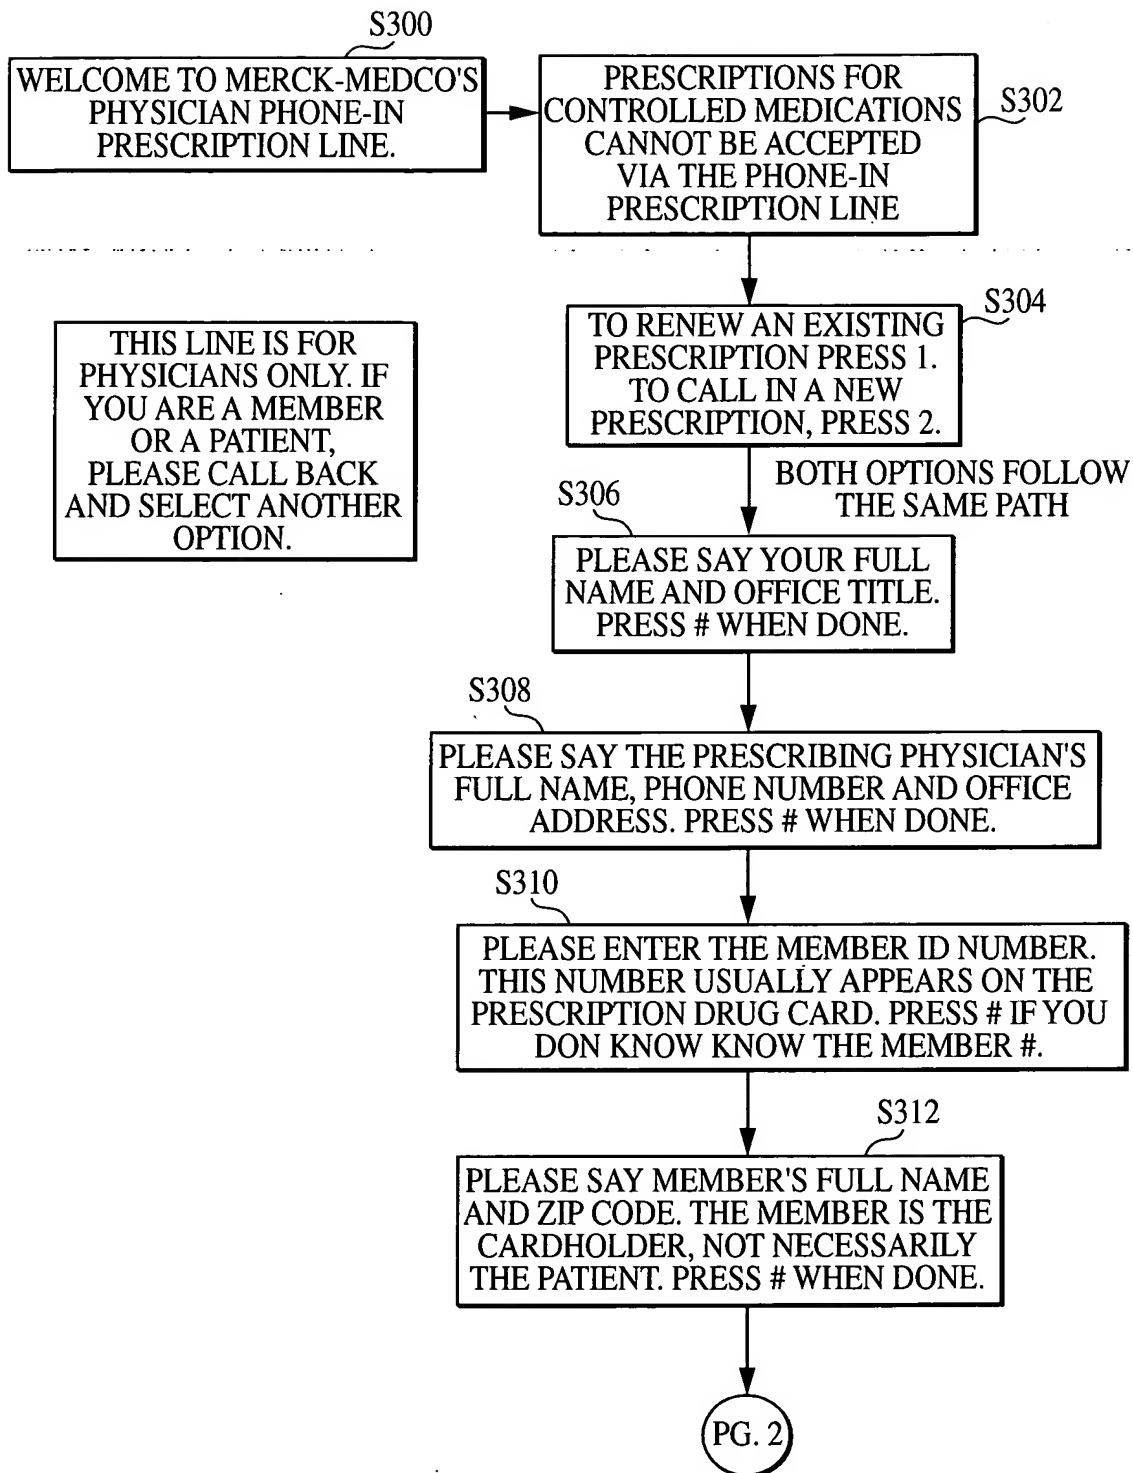 S300
WELCOME TO MERCK-MEDCO'S
PHYSICIAN PHONE-IN
PRESCRIPTION LINE.
PRESCRIPTIONS FOR
CONTROLLED MEDICATIONS
CANNOT BE ACCEPTED
VIA THE PHONE-IN
PRESCRIPTION LINE
S302
THIS LINE IS FOR
PHYSICIANS ONLY. IF
YOU ARE A MEMBER
OR A PATIENT,
PLEASE CALL BACK
AND SELECT ANOTHER
OPTION.
S304
TO RENEW AN EXISTING
PRESCRIPTION PRESS 1.
TO CALL IN A NEW
PRESCRIPTION, PRESS 2.
BOTH OPTIONS FOLLOW
THE SAME PATH
S306
PLEASE SAY YOUR FULL
NAME AND OFFICE TITLE.
PRESS # WHEN DONE.
S308
PLEASE SAY THE PRESCRIBING PHYSICIAN'S
FULL NAME, PHONE NUMBER AND OFFICE
ADDRESS. PRESS # WHEN DONE.
S310
PLEASE ENTER THE MEMBER ID NUMBER.
THIS NUMBER USUALLY APPEARS ON THE
PRESCRIPTION DRUG CARD. PRESS # IF YOU
DON KNOW KNOW THE MEMBER #.
S312
PLEASE SAY MEMBER'S FULL NAME
AND ZIP CODE. THE MEMBER IS THE
CARDHOLDER, NOT NECESSARILY
THE PATIENT. PRESS # WHEN DONE.
PG. 2